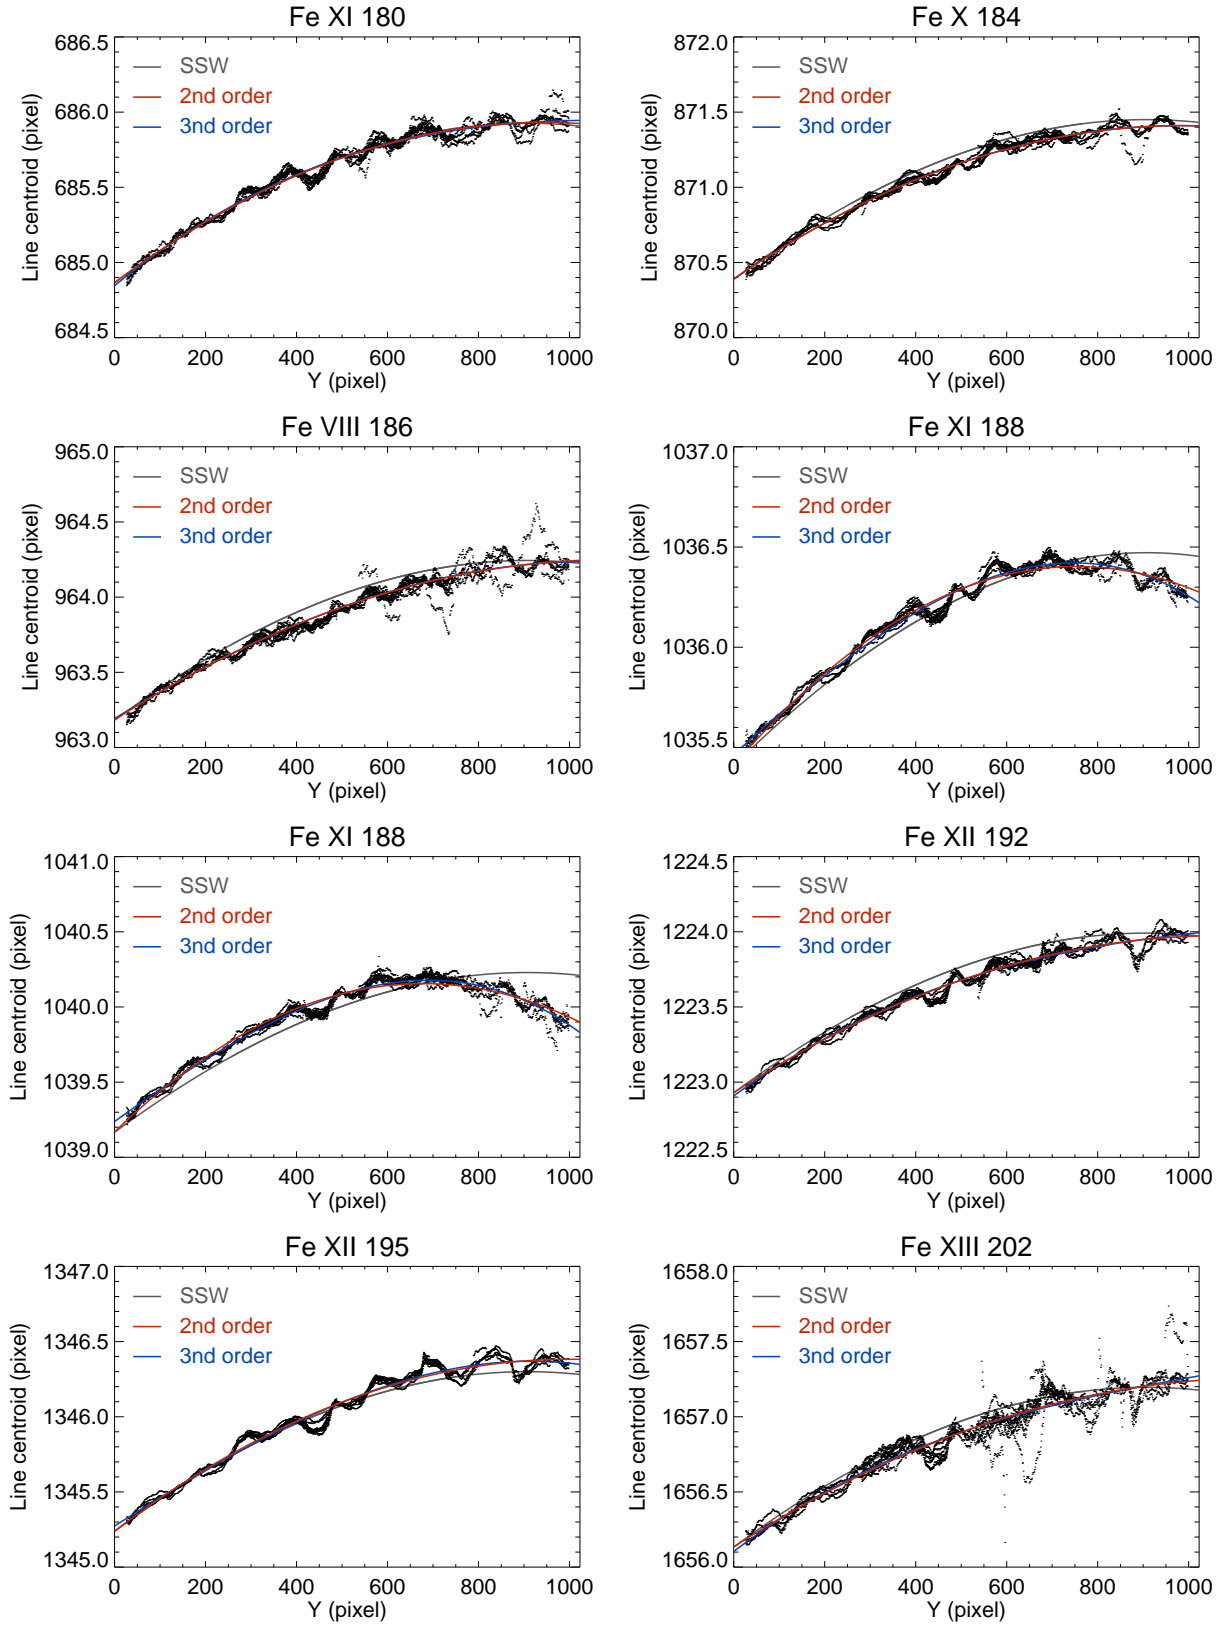 Fe XI 180
Line centroid (pixel)
686.5
686.0
685.5
685.0
684.5
SSW
2nd order
3nd order
0 200 400 600 800 1000
Y (pixel)
Fe X 184
Line centroid (pixel)
872.0
871.5
871.0
870.5
870.0
SSW
2nd order
3nd order
0 200 400 600 800 1000
Y (pixel)
Fe VIII 186
Line centroid (pixel)
965.0
964.5
964.0
963.5
963.0
SSW
2nd order
3nd order
0 200 400 600 800 1000
Y (pixel)
Fe XI 188
Line centroid (pixel)
1037.0
1036.5
1036.0
1035.5
SSW
2nd order
3nd order
0 200 400 600 800 1000
Y (pixel)
Fe XI 188
Line centroid (pixel)
1041.0
1040.5
1040.0
1039.5
1039.0
SSW
2nd order
3nd order
0 200 400 600 800 1000
Y (pixel)
Fe XII 192
Line centroid (pixel)
1224.5
1224.0
1223.5
1223.0
1222.5
SSW
2nd order
3nd order
0 200 400 600 800 1000
Y (pixel)
Fe XII 195
Line centroid (pixel)
1347.0
1346.5
1346.0
1345.5
1345.0
SSW
2nd order
3nd order
0 200 400 600 800 1000
Y (pixel)
Fe XIII 202
Line centroid (pixel)
1658.0
1657.5
1657.0
1656.5
1656.0
SSW
2nd order
3nd order
0 200 400 600 800 1000
Y (pixel)